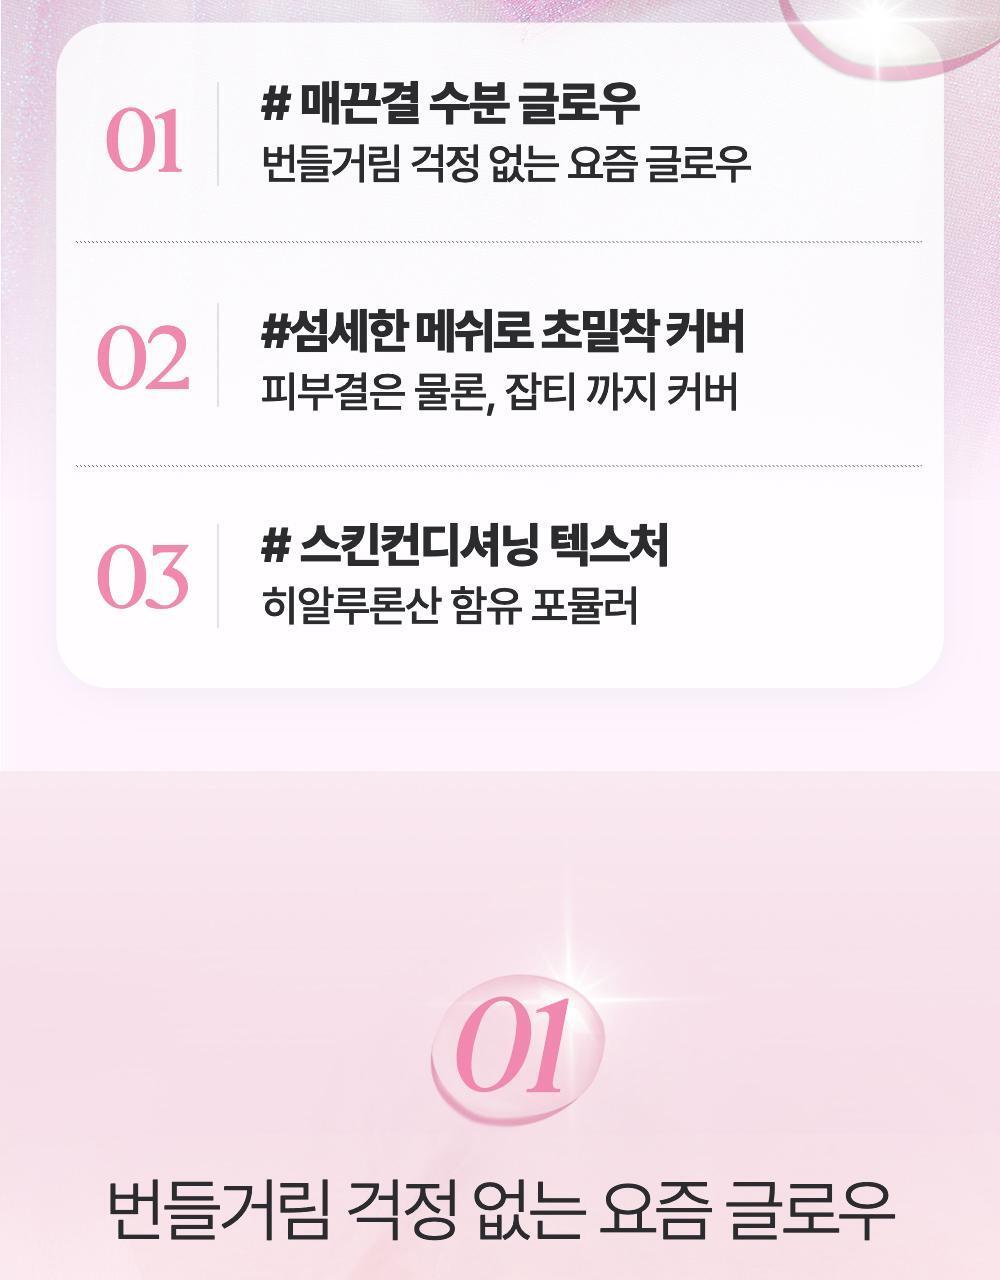 01
# 매끈결 수분 글로우
번들거림 걱정 없는 요즘 글로우
02
#섬세한 메쉬로 초밀착 커버
피부결은 물론, 잡티 까지 커버
03
# 스킨컨디셔닝 텍스처
히알루론산 함유 포뮬러
01
번들거림 걱정 없는 요즘 글로우